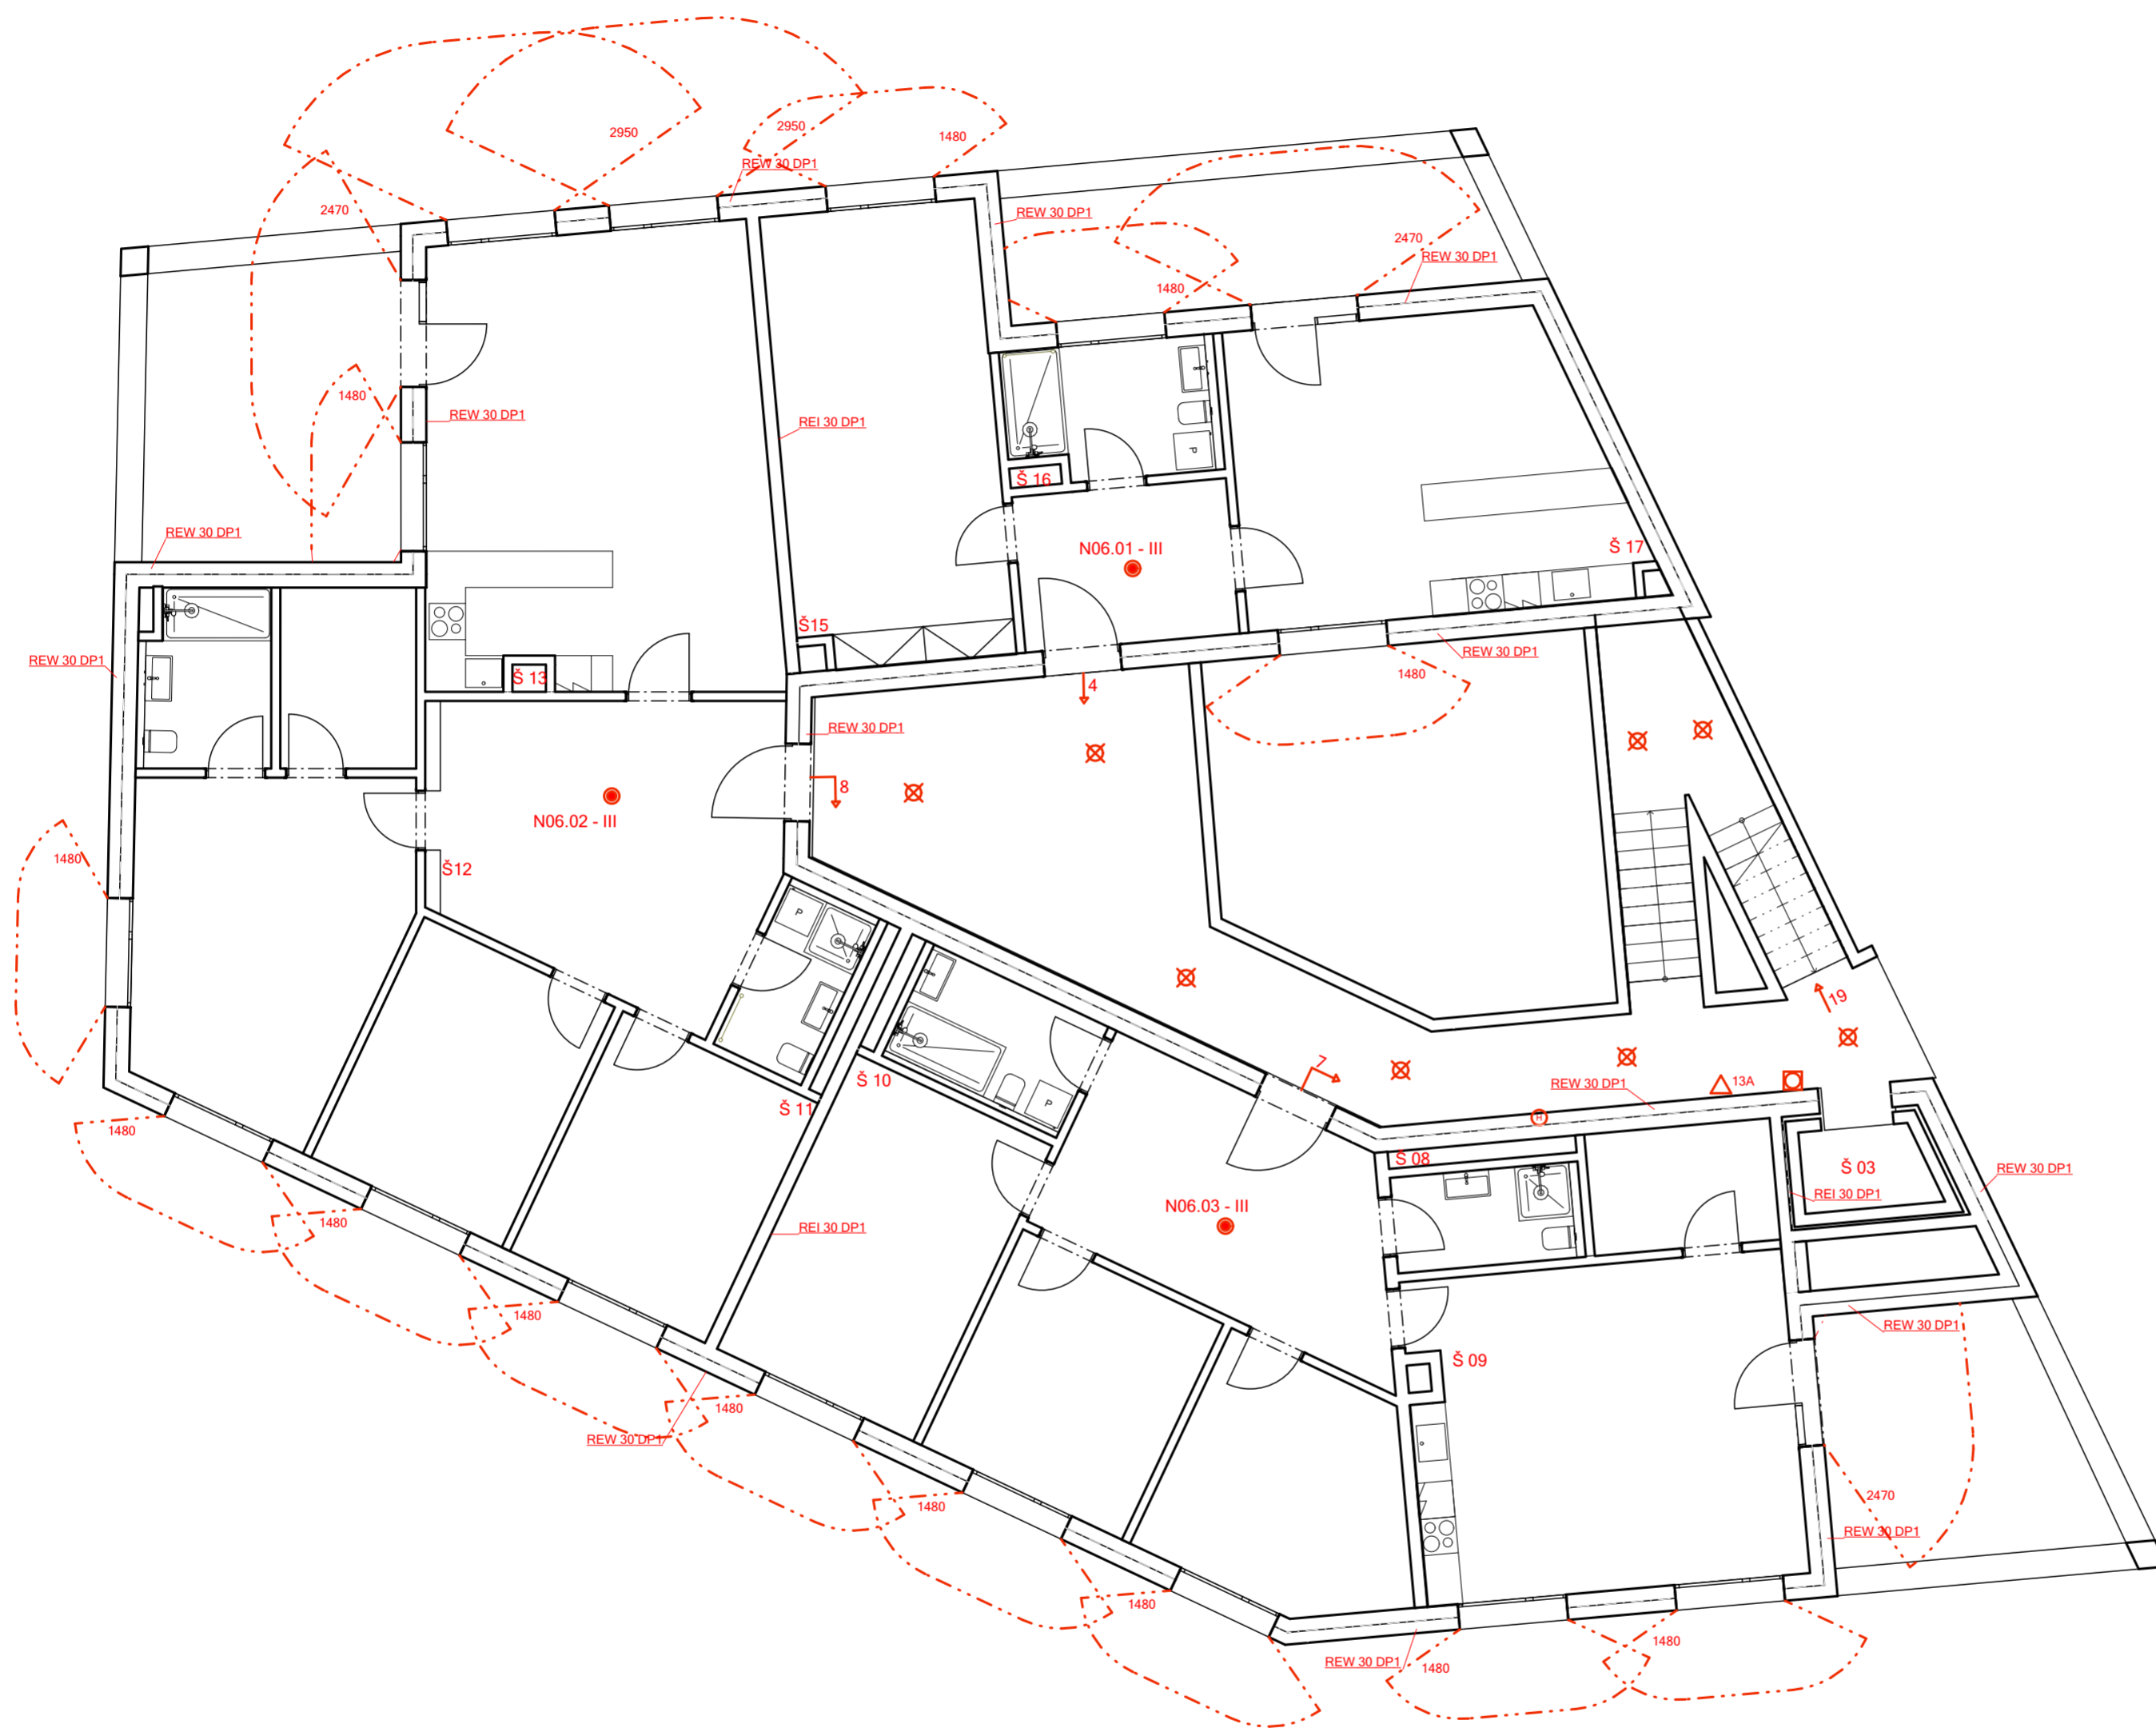 2950
2950
1480
REW 30 DP1
2470
REW 30 DP1
2470
REW 30 DP1
1480
1480
REW 30 DP1
REI 30 DP1
Š 16
P
REW 30 DP1
N06.01 - III
Š 17
Š15
REW 30 DP1
REW 30 DP1
1480
Š 13
4
REW 30 DP1
8
N06.02 - III
1480
Š12
P
19
7
Š 10
REW 30 DP1
13A
H
Š 11
P
1480
Š 08
Š 03
REW 30 DP1
REI 30 DP1
N06.03 - III
1480
REI 30 DP1
1480
REW 30 DP1
Š 09
1480
REW 30 DP1
2470
1480
REW 30 DP1
1480
1480
REW 30 DP1
1480